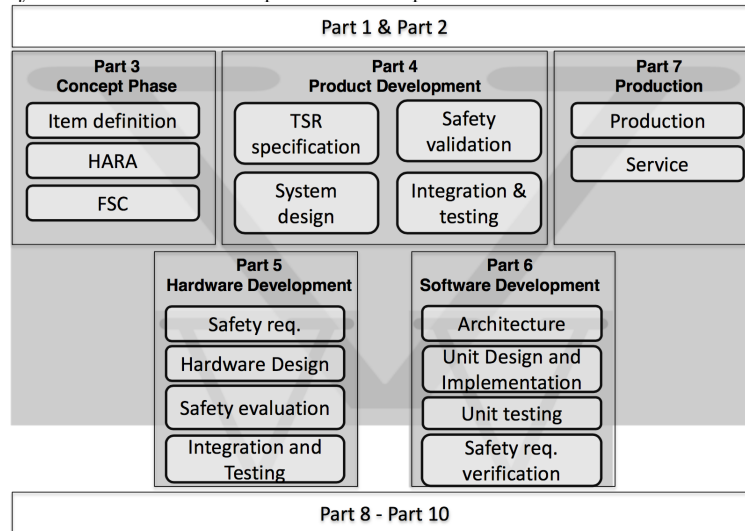 Part 1 & Part 2
Part 3
Concept Phase
Item definition
HARA
FSC
Part 4
Product Development
TSR
specification
Safety
validation
System
design
Integration &
testing
Part 7
Production
Production
Service
Part 5
Hardware Development
Safety req.
Hardware Design
Safety evaluation
Integration and
Testing
Part 6
Software Development
Architecture
Unit Design and
Implementation
Unit testing
Safety req.
verification
Part 8 - Part 10